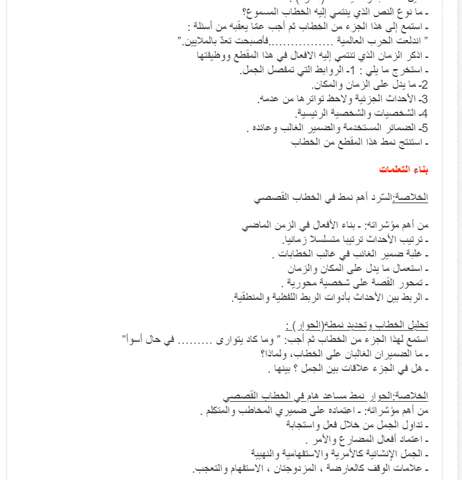 ـ ما نوع النص الذي ينتمي إليه الخطاب المسموع؟
ـ استمع إلى هذا الجزء من الخطاب ثم أجب عمّا يعقبه من أسئلة :
" اندلعت الحرب العالمية ................،فأصبحت تعدّ بالملايين."
ـ اذكر الزمان الذي تنتمي إليه الافعال في هذا المقطع ووظيفتها
ـ استخرج ما يلي : 1ـ الروابط التي تمفصل الجمل.
2ـ ما يدل على الزمان والمكان.
3ـ الأحداث الجزئية ولاحظ تواترها من عدمه.
4ـ الشخصيات والشخصية الرئيسية.
5ـ الضمائر المستخدمة والضمير الغالب وعائده .
ـ استنتج نمط هذا المقطع من الخطاب
بناء التعلمات
الخلاصة:السّرد أهم نمط في الخطاب القصصي
من أهم مؤشراته: ـ بناء الأفعال في الزمن الماضي
ـ ترتيب الأحداث ترتيبا متسلسلا زمانيا.
ـ غلبة ضمير الغائب في غالب الخطابات .
ـ استعمال ما يدل على المكان والزمان
ـ تمحور القصة على شخصية محورية .
ـ الربط بين الأحداث بأدوات الربط اللفظية والمنطقية.
تحليل الخطاب وتحديد نمطه(الحوار) :
استمع لهذا الجزء من الخطاب ثم أجب: " وما كاد يتوارى ......... في حال أسوأ"
ـ ما الضميران الغالبان على الخطاب، ولماذا؟
ـ هل في الجزء علاقات بين الجمل ؟ بينها .
الخلاصة:الحوار نمط مساعد هام في الخطاب القصصي
من أهم مؤشراته: ـ اعتماده على ضميري المخاطب والمتكلم .
ـ تداول الجمل من خلال فعل واستجابة
ـ اعتماد أفعال المضارع والأمر .
ـ الجمل الإنشائية كالأمرية والاستفهامية والنهيية
ـ علامات الوقف كالعارضة ، المزدوجتان ، الاستفهام والتعجب.